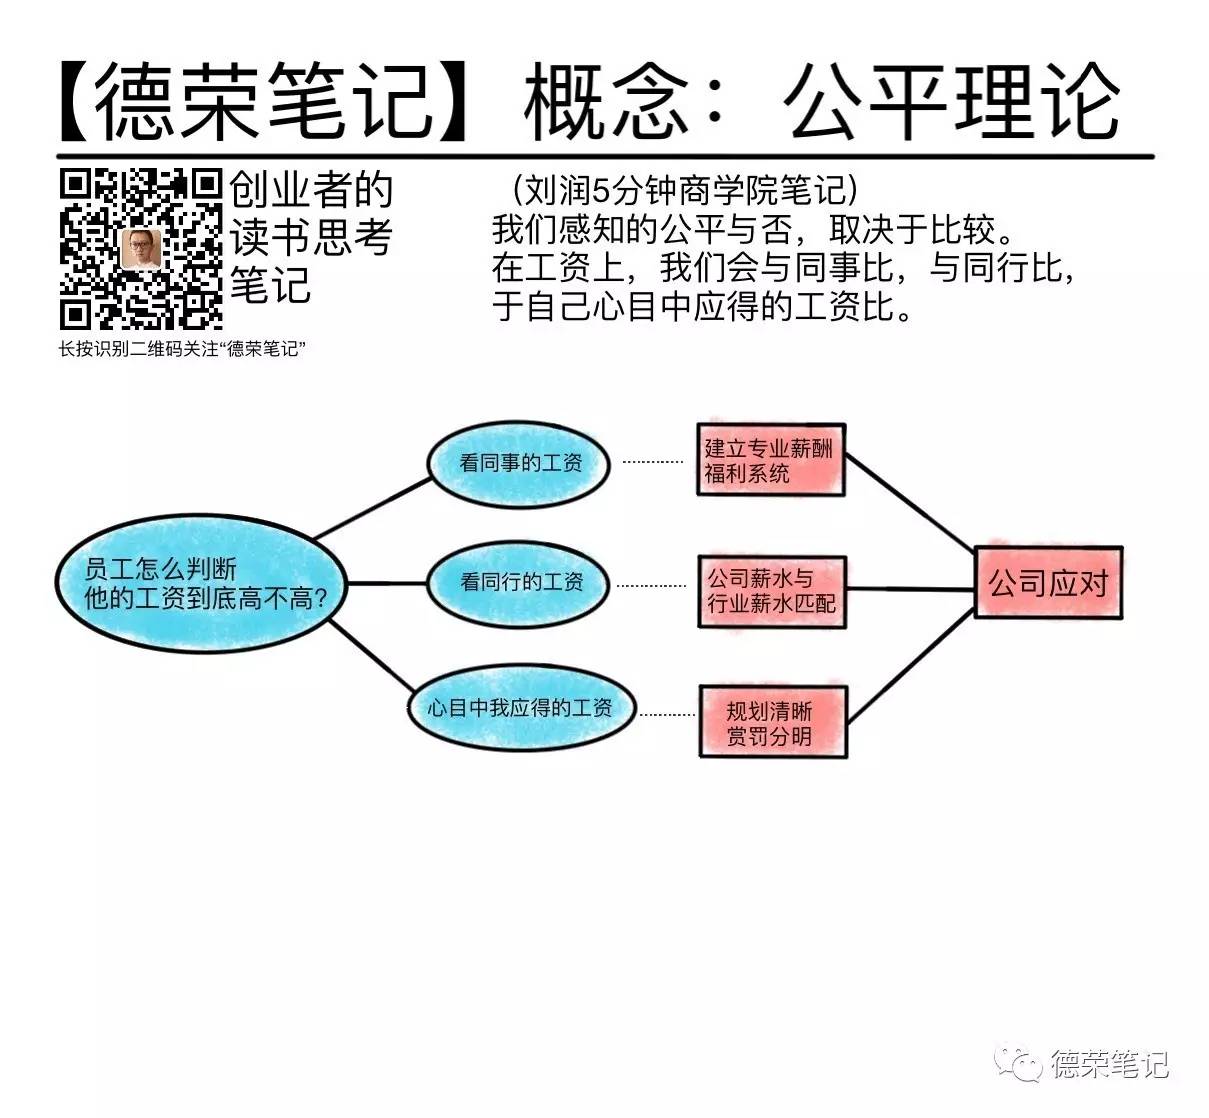 【德荣笔记】概念：公平理论
创业者的
读书思考
笔记
长按识别二维码关注“德荣笔记”
（刘润5分钟商学院笔记）
我们感知的公平与否，取决于比较。
在工资上，我们会与同事比，与同行比，
于自己心目中应得的工资比。
员工怎么判断
他的工资到底高不高？
看同事的工资
看同行的工资
心目中我应得的工资
建立专业薪酬
福利系统
公司薪水与
行业薪水匹配
规划清晰
赏罚分明
公司应对
德荣笔记